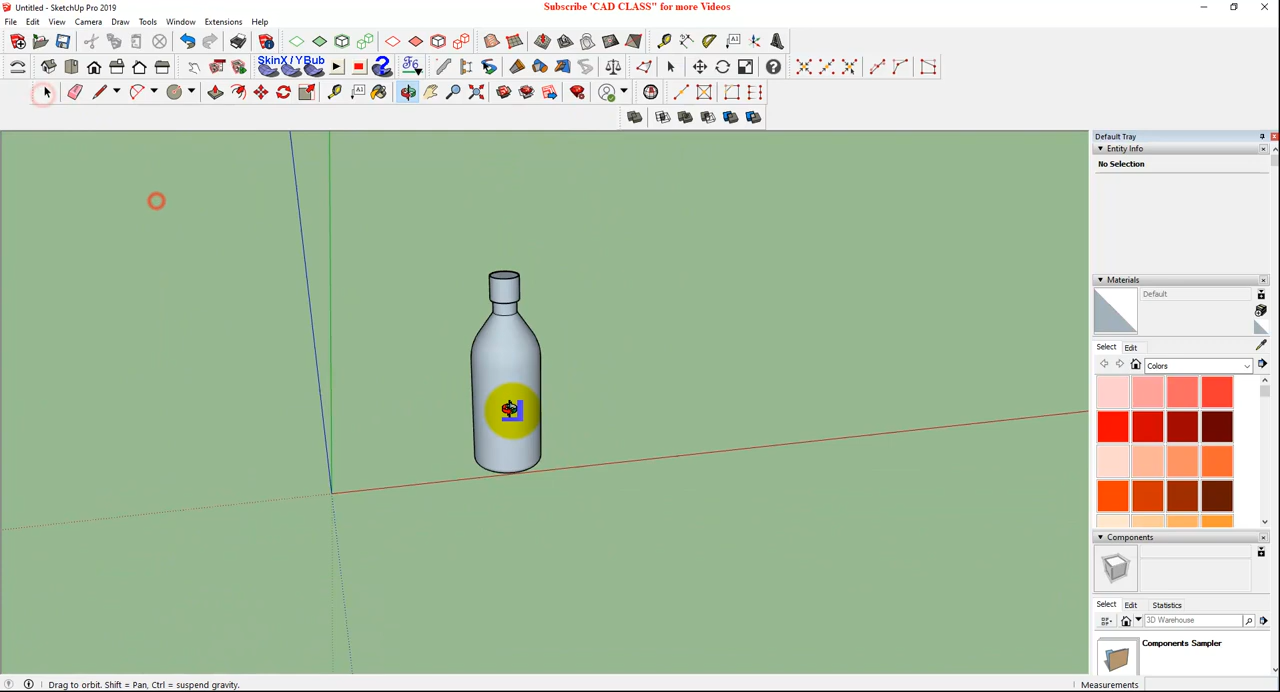 Untitled - SketchUp Pro 2019
Subscribe 'CAD CLASS" for more Videos
File Edit View Camera Draw Tools Window Extensions Help
SkinX / YBub
Default Tray
Entity Info
No Selection
Materials
Default
Select Edit
Colors
Components
Select Edit Statistics
3D Warehouse
Components Sampler
Drag to orbit. Shift = Pan, Ctrl = suspend gravity.
Measurements